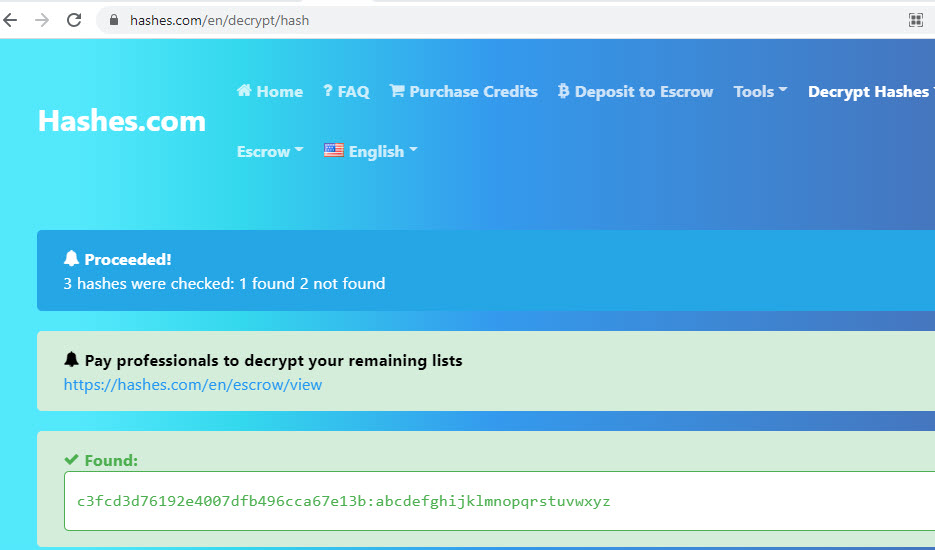 hashes.com/en/decrypt/hash
Home ? FAQ Purchase Credits Deposit to Escrow Tools Decrypt Hashes
Hashes.com
Escrow English
Proceeded!
3 hashes were checked: 1 found 2 not found
Pay professionals to decrypt your remaining lists
https://hashes.com/en/escrow/view
Found:
c3fcd3d76192e4007dfb496cca67e13b:abcdefghijklmnopqrstuvwxyz